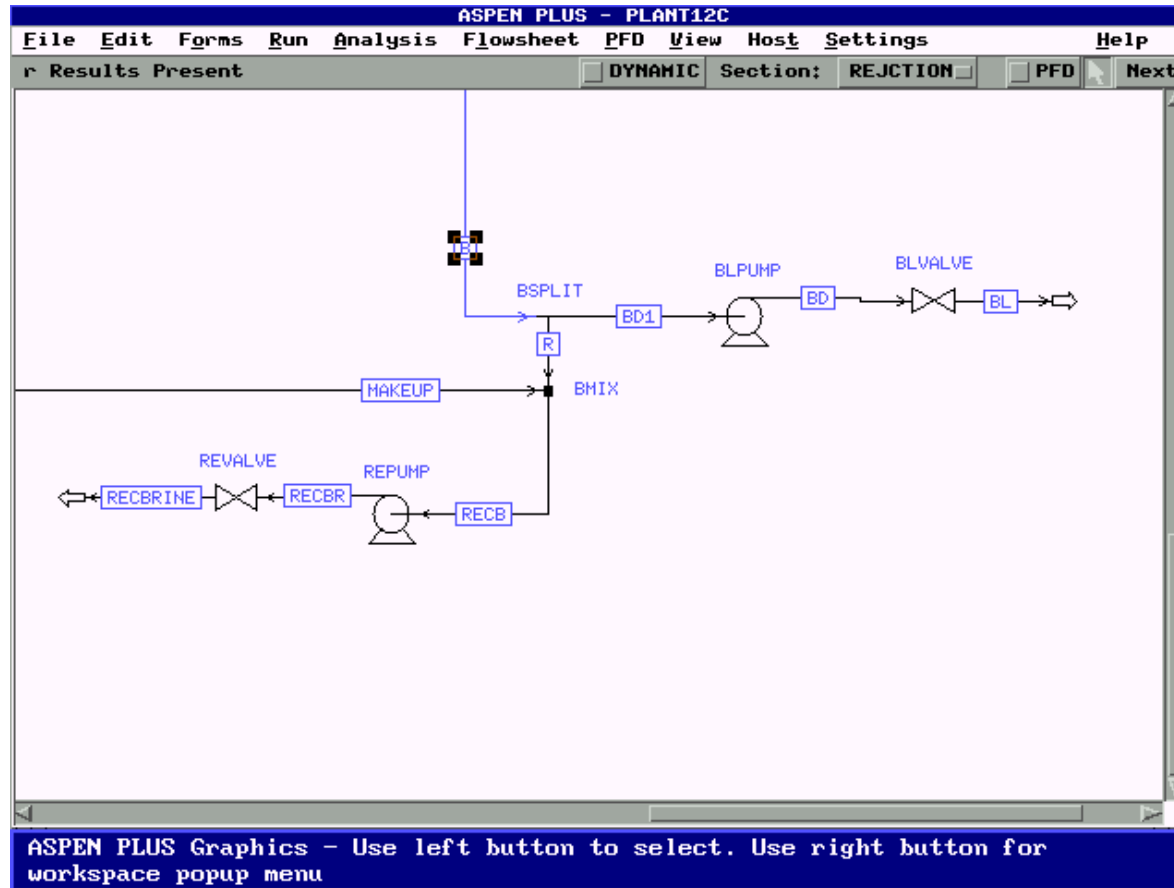 ASPEN PLUS - PLANT12C
File Edit Forms Run Analysis Flowsheet PFD View Host Settings Help
r Results Present DYNAMIC Section: REJCTION PFD Next
B
BLVALVE
BLPUMP
BSPLIT
BD
BL
BD1
R
MAKEUP
BMIX
REVALVE
REPUMP
RECBRINE
RECBR
RECB
ASPEN PLUS Graphics - Use left button to select. Use right button for
workspace popup menu